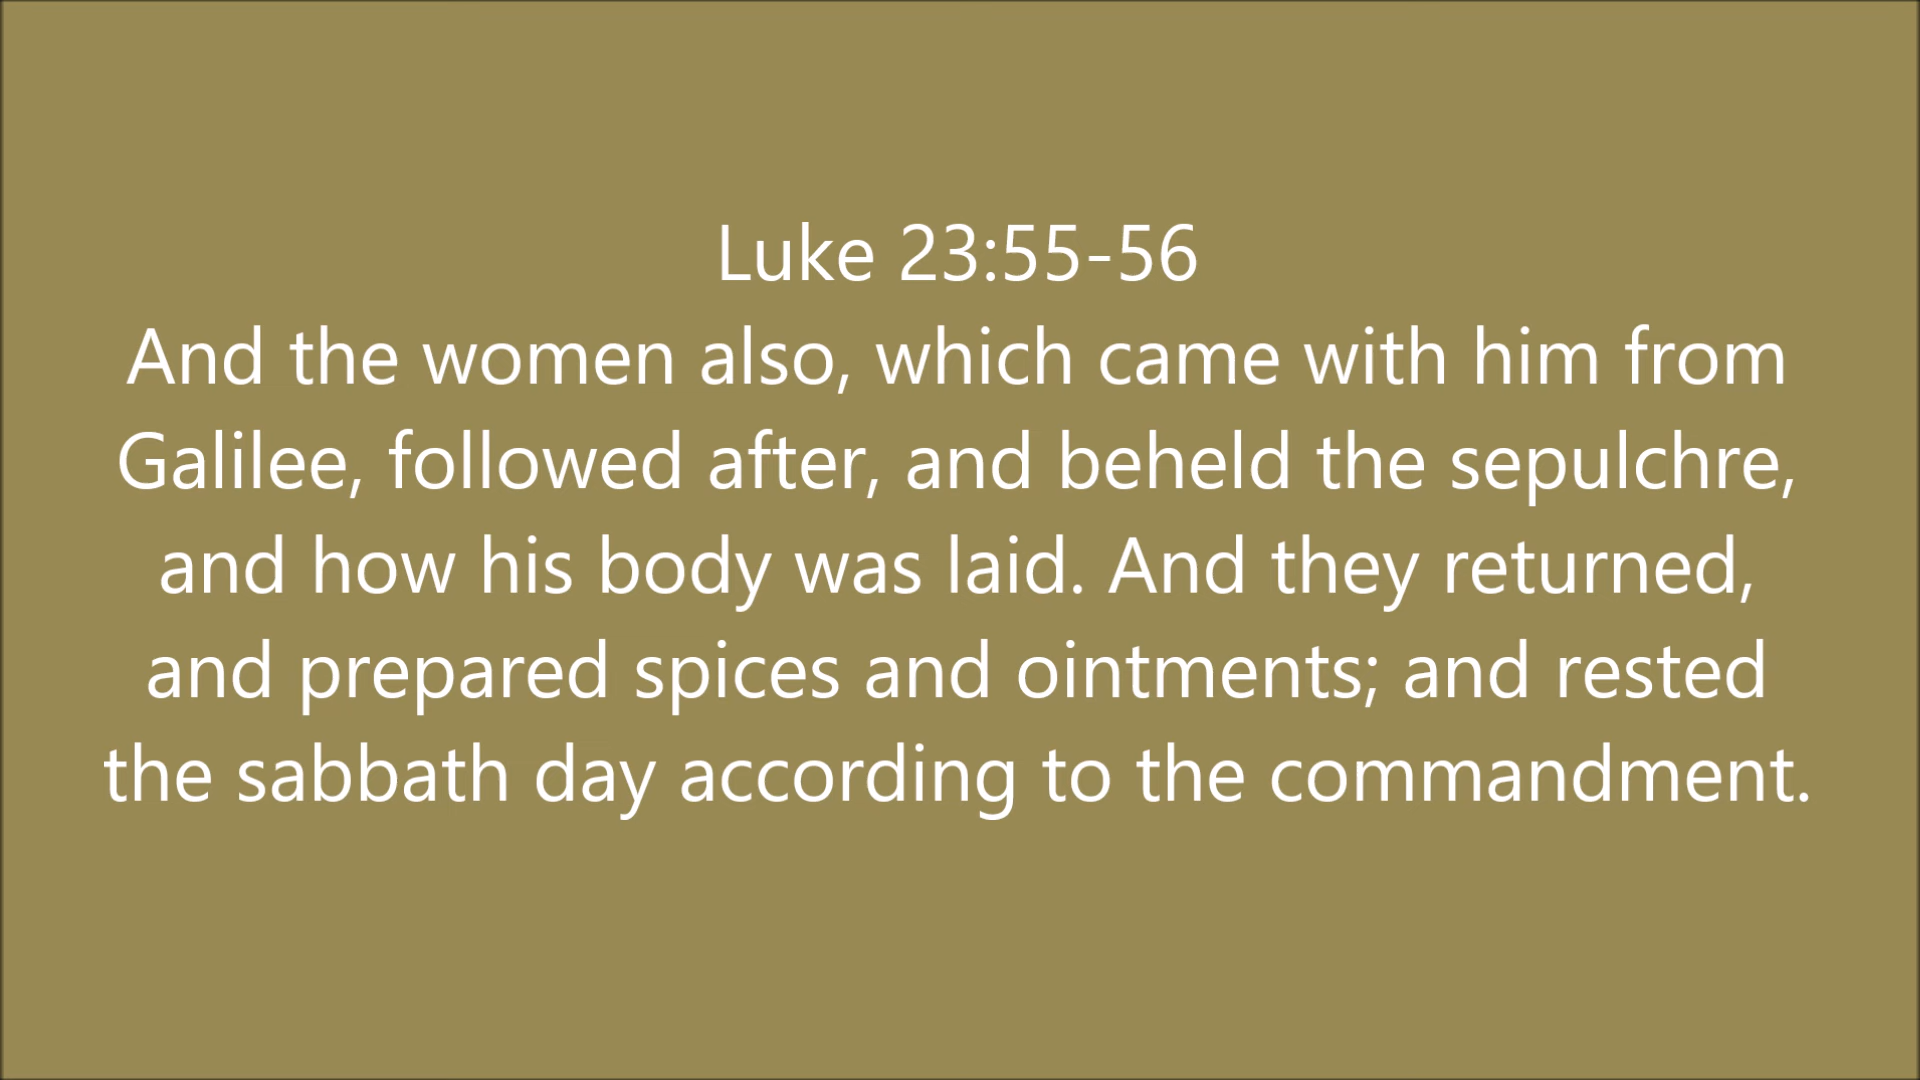 Luke 23:55-56
And the women also, which came with him from
Galilee, followed after, and beheld the sepulchre,
and how his body was laid. And they returned,
and prepared spices and ointments; and rested
the sabbath day according to the commandment.